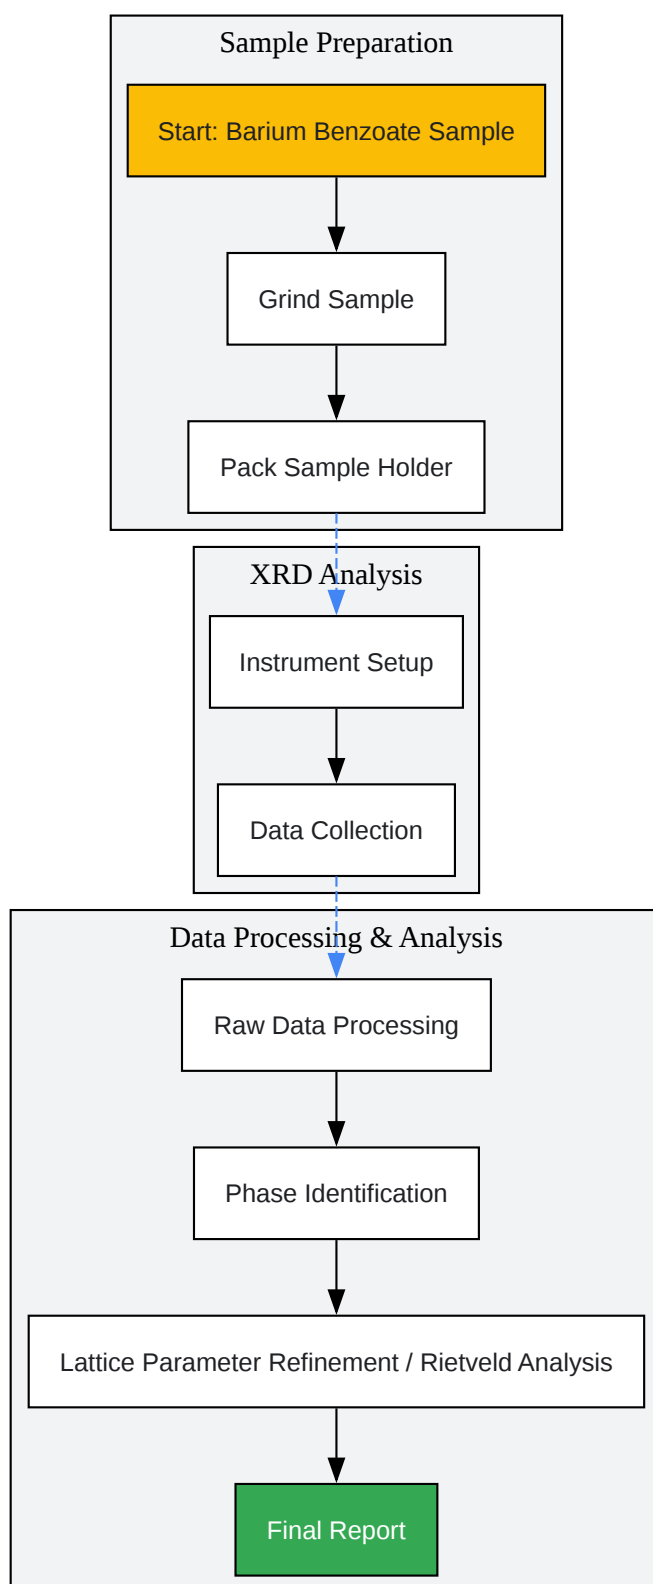 Sample Preparation
Start: Barium Benzoate Sample
Grind Sample
Pack Sample Holder
XRD Analysis
Instrument Setup
Data Collection
Data Processing & Analysis
Raw Data Processing
Phase Identification
Lattice Parameter Refinement / Rietveld Analysis
Final Report